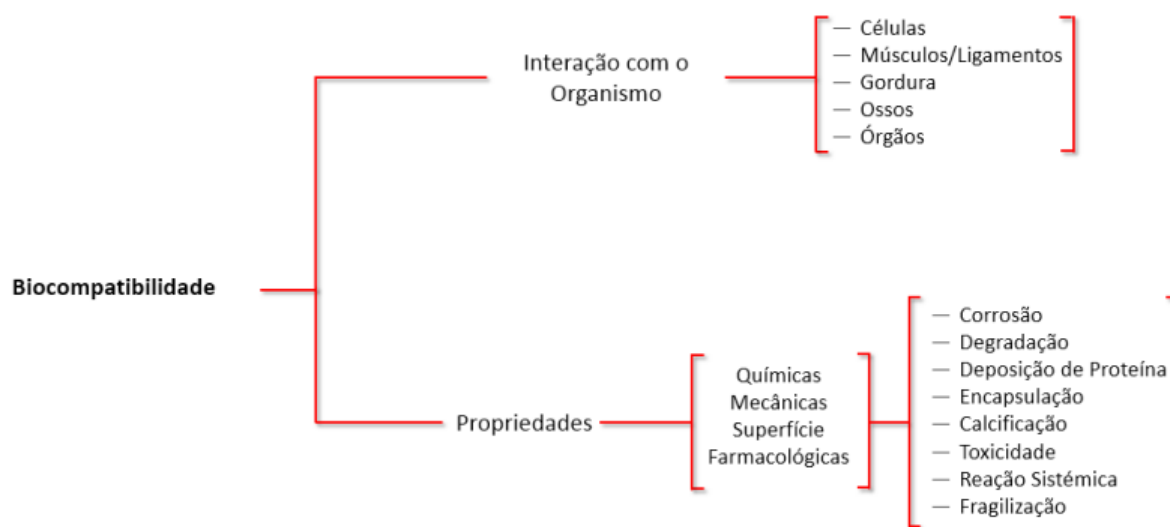 Biocompatibilidade
Interação com o
Organismo
— Células
— Músculos/Ligamentos
— Gordura
— Ossos
— Órgãos
Propriedades
Químicas
Mecânicas
Superfície
Farmacológicas
— Corrosão
— Degradação
— Deposição de Proteína
— Encapsulação
— Calcificação
— Toxicidade
— Reação Sistémica
— Fragilização